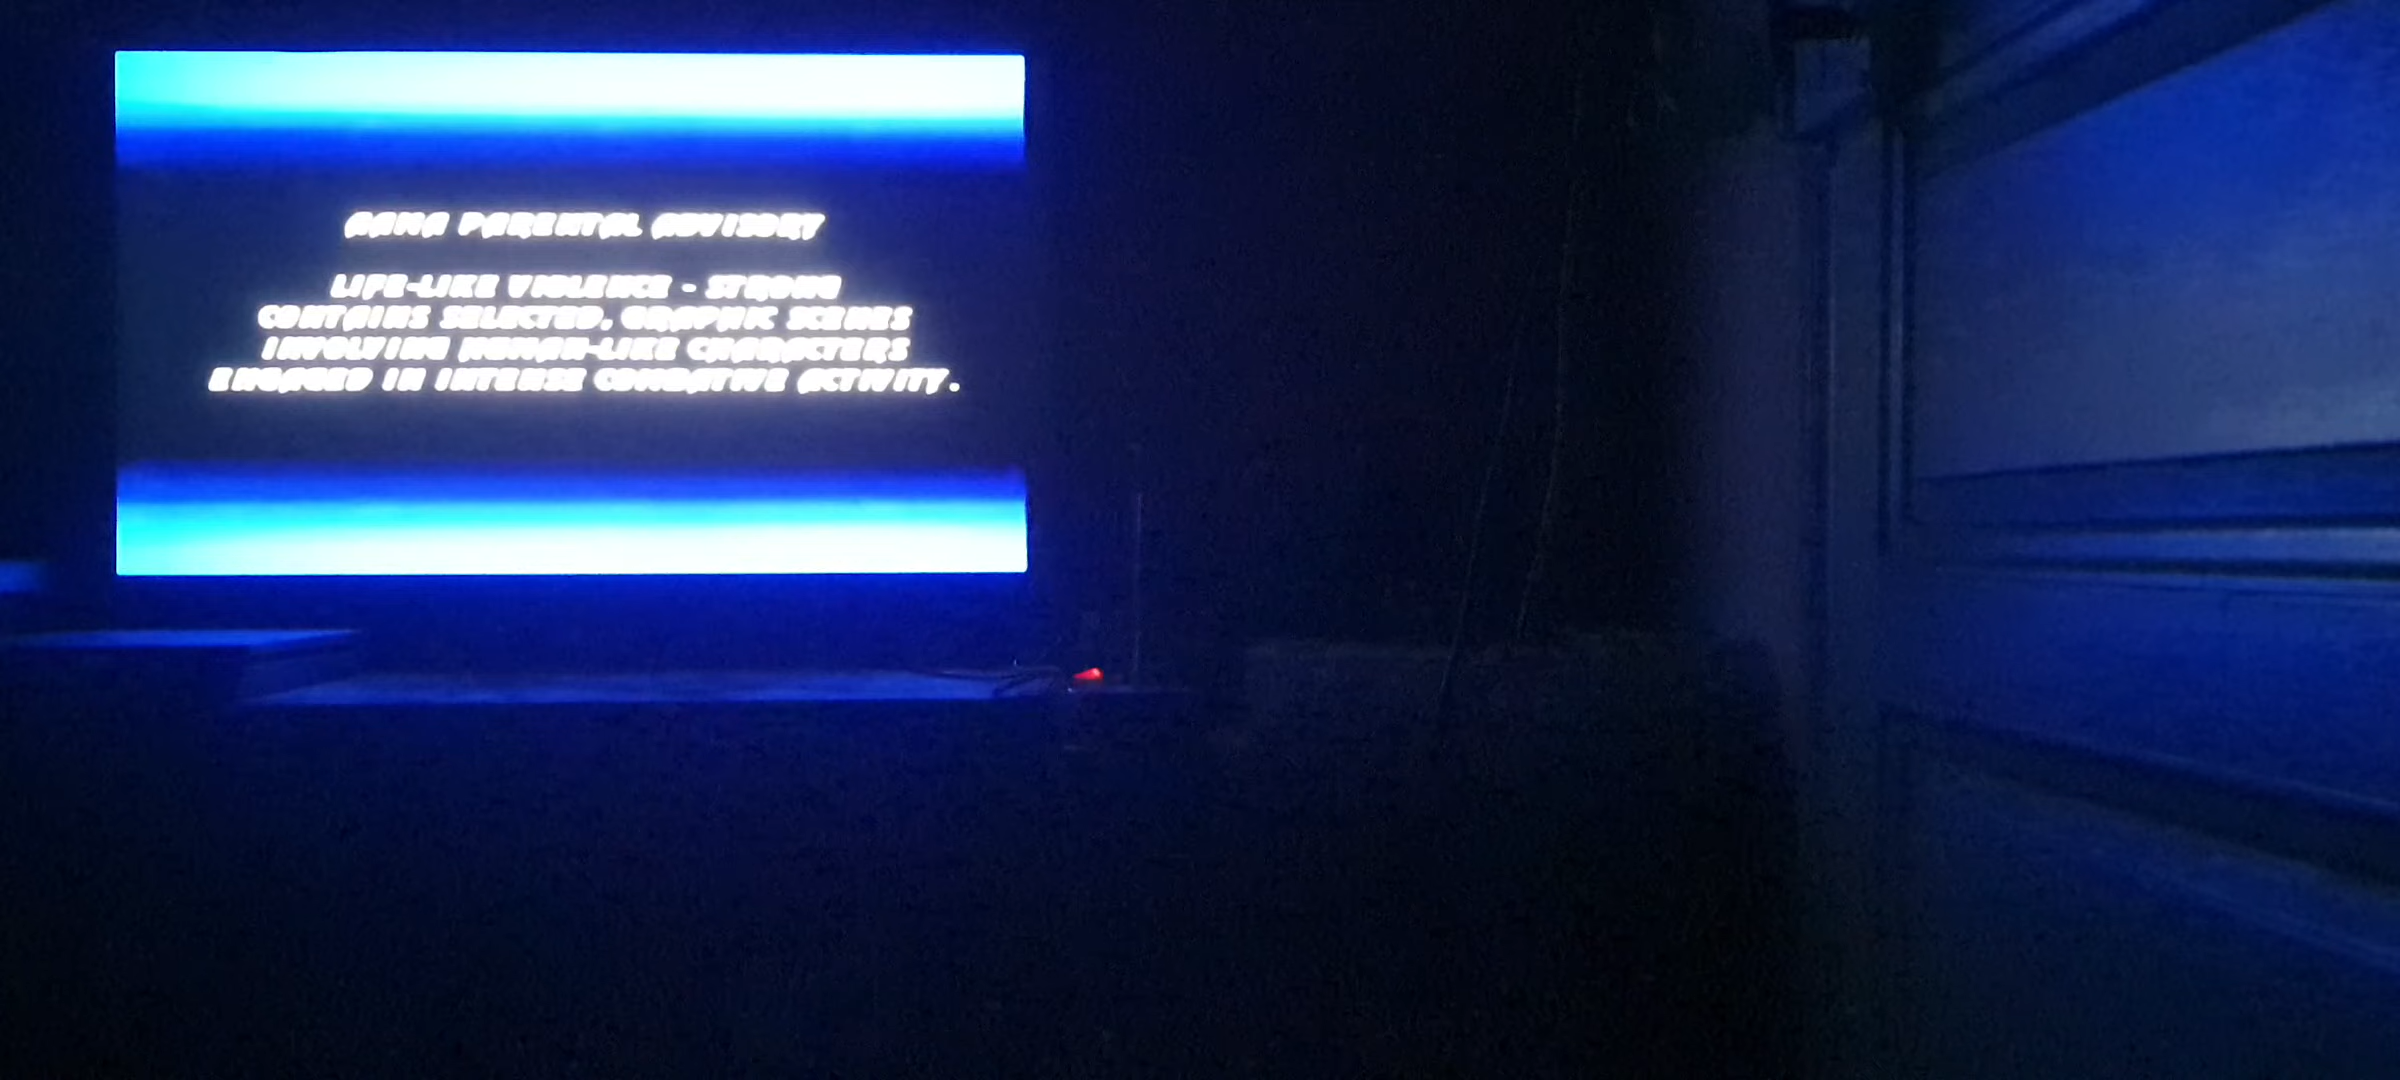 AAMA PARENTAL ADVISORY
LIFE-LIKE VIOLENCE - STRONG
CONTAINS SELECTED, GRAPHIC SCENES
INVOLVING HUMAN-LIKE CHARACTERS
ENGAGED IN INTENSE COMBATIVE ACTIVITY.